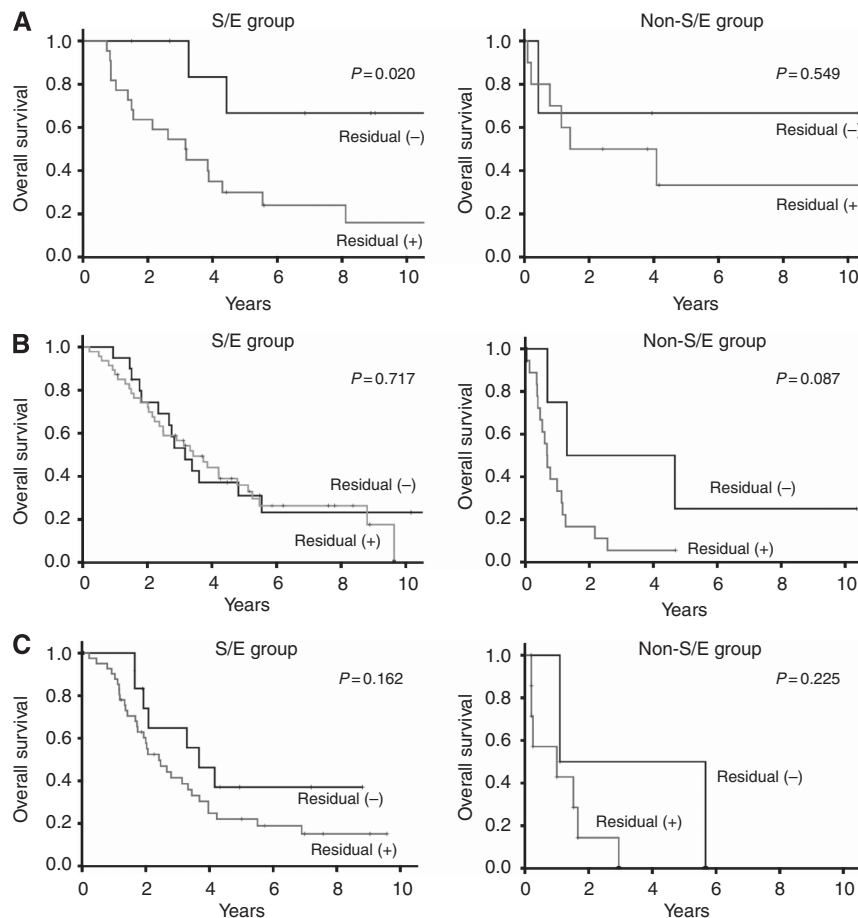 A
S/E group
Overall survival
1.0
0.8
0.6
0.4
0.2
0.0
P=0.020
Residual (–)
Residual (+)
0 2 4 6 8 10
Years
Non-S/E group
Overall survival
1.0
0.8
0.6
0.4
0.2
0.0
P=0.549
Residual (–)
Residual (+
0 2 4 6 8 10
Years
B
S/E group
Overall survival
1.0
0.8
0.6
0.4
0.2
0.0
P=0.717
Residual (–)
Residual (+)
0 2 4 6 8 10
Years
Non-S/E group
Overall survival
1.0
0.8
0.6
0.4
0.2
0.0
P=0.087
Residual (–)
Residual (+)
0 2 4 6 8 10
Years
C
S/E group
Overall survival
1.0
0.8
0.6
0.4
0.2
0.0
P=0.162
Residual (–)
Residual (+)
0 2 4 6 8 10
Years
Non-S/E group
Overall survival
1.0
0.8
0.6
0.4
0.2
0.0
P=0.225
Residual (–)
Residual (+)
0 2 4 6 8 10
Years